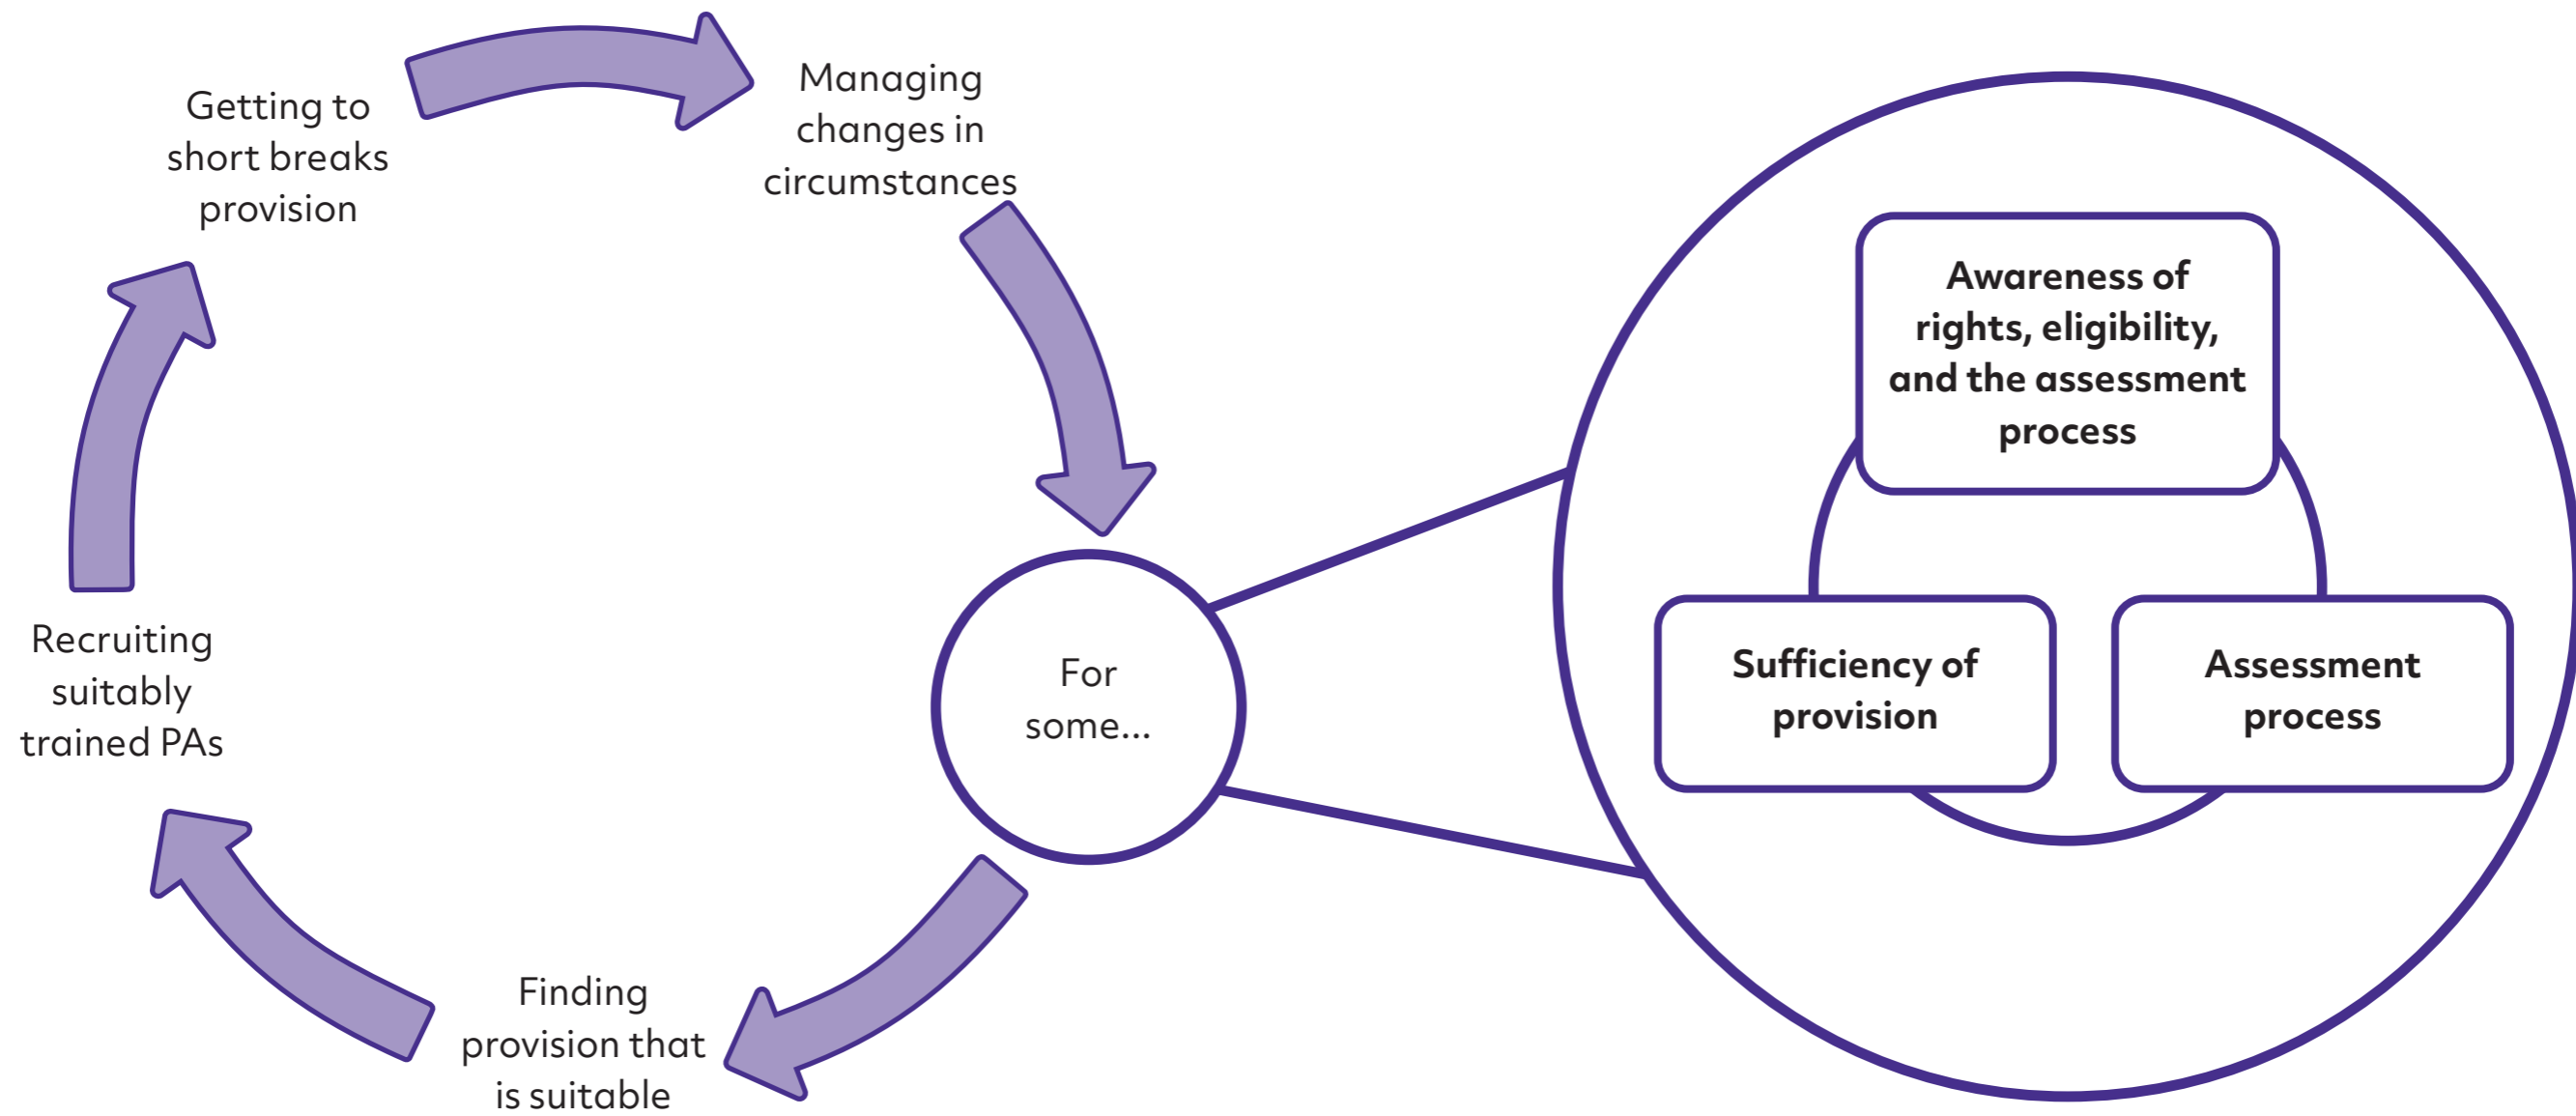 Getting to
short breaks
provision
Managing
changes in
circumstances
For
some...
Finding
provision that
is suitable
Recruiting
suitably
trained PAs
Awareness of
rights, eligibility,
and the assessment
process
Sufficiency of
provision
Assessment
process